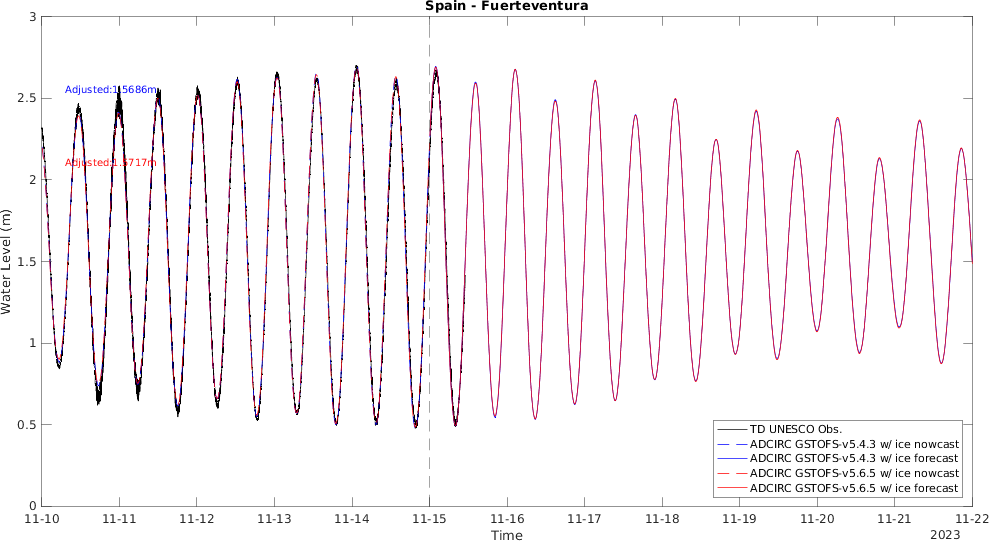 Spain - Fuerteventura
3
2.5
2
1.5
1
0.5
0
Water Level (m)
Adjusted:1.5686m
Adjusted:1.5717m
TD UNESCO Obs.
ADCIRC GSTOFS-v5.4.3 w/ ice nowcast
ADCIRC GSTOFS-v5.4.3 w/ ice forecast
ADCIRC GSTOFS-v5.6.5 w/ ice nowcast
ADCIRC GSTOFS-v5.6.5 w/ ice forecast
11-10 11-11 11-12 11-13 11-14 11-15 11-16 11-17 11-18 11-19 11-20 11-21 11-22
Time
2023